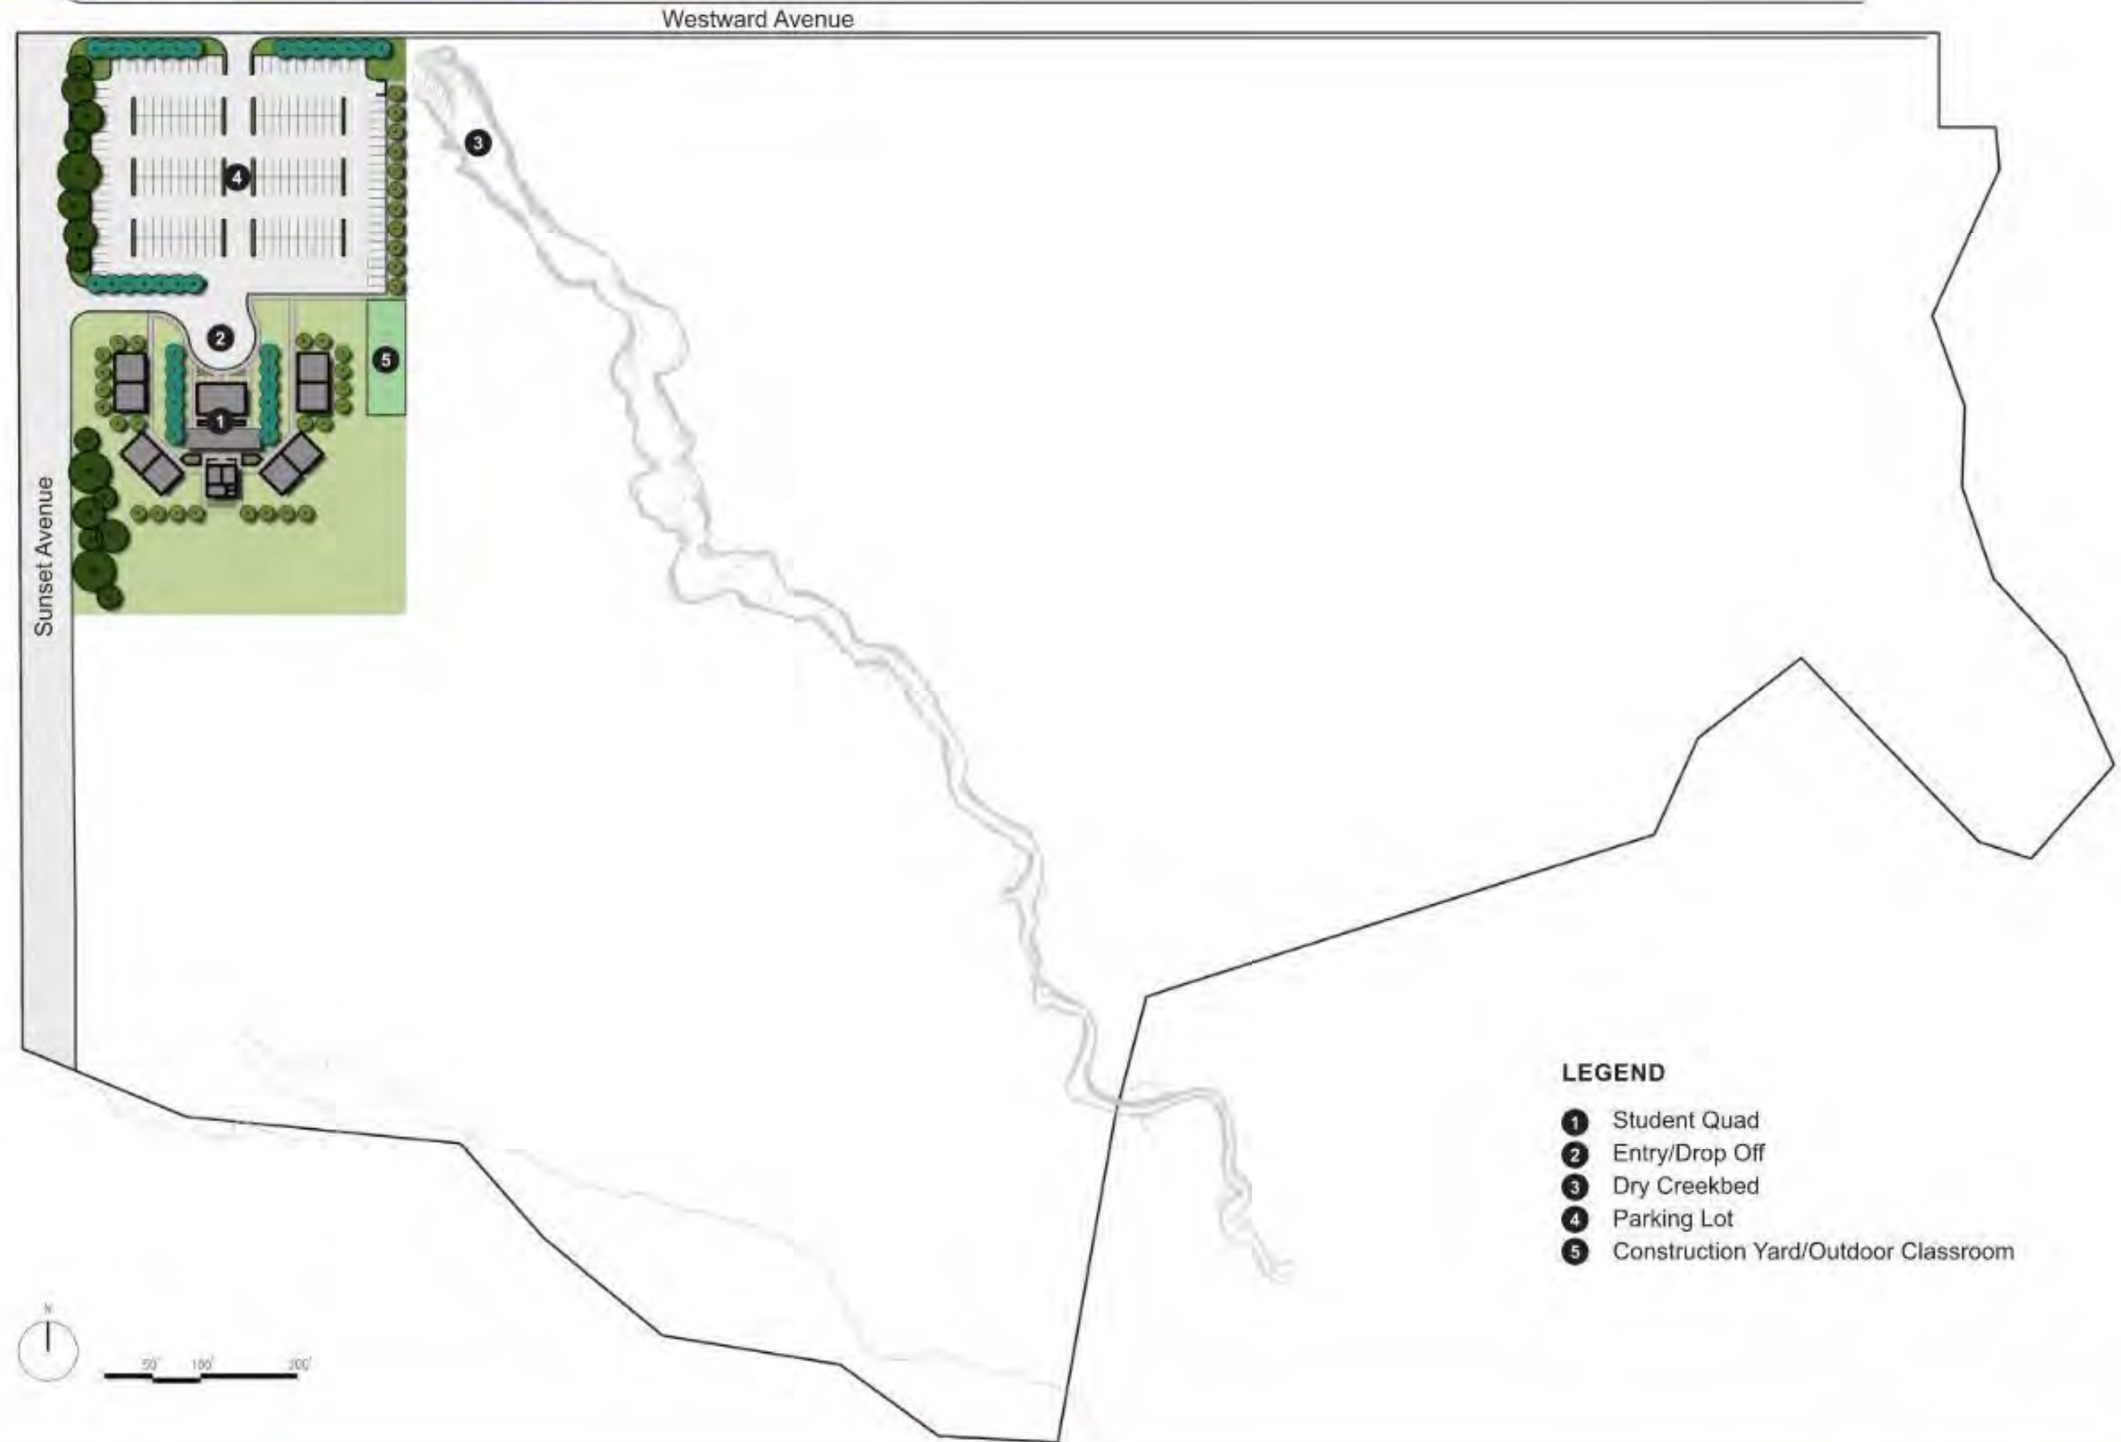 Westward Avenue
3
4
2
5
1
Sunset Avenue
LEGEND
1 Student Quad
2 Entry/Drop Off
3 Dry Creekbed
4 Parking Lot
5 Construction Yard/Outdoor Classroom
N
50' 100' 200'